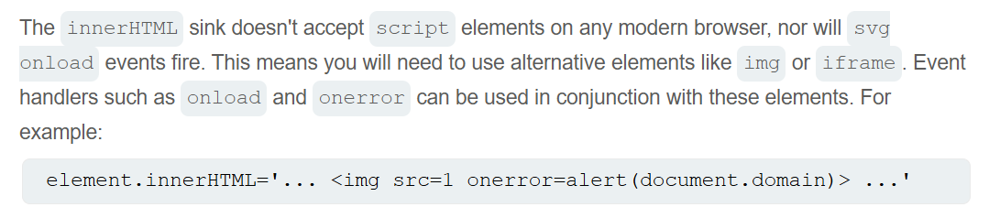 The innerHTML sink doesn't accept script elements on any modern browser, nor will svg
onload events fire. This means you will need to use alternative elements like img or iframe. Event
handlers such as onload and onerror can be used in conjunction with these elements. For
example:
element.innerHTML='... <img src=1 onerror=alert(document.domain)> ...'